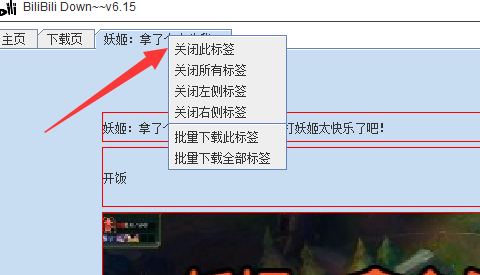 BiliBili Down~~v6.15
主页
下载页
妖姬：拿了个
关闭此标签
关闭所有标签
关闭左侧标签
关闭右侧标签
批量下载此标签
批量下载全部标签
妖姬：拿了个
打妖姬太快乐了吧!
开饭